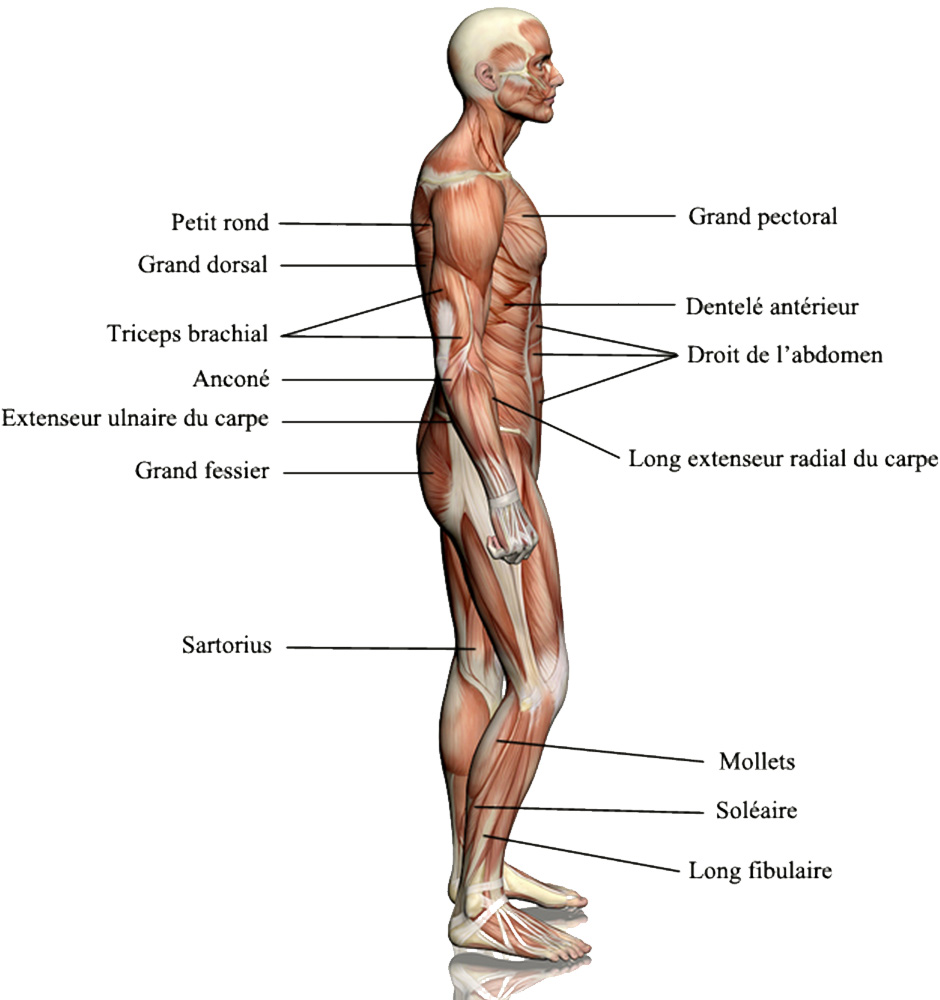 Petit rond
Grand pectoral
Grand dorsal
Dentelé antérieur
Triceps brachial
Droit de l’abdomen
Anconé
Extenseur ulnaire du carpe
Long extenseur radial du carpe
Grand fessier
Sartorius
Mollets
Soléaire
Long fibulaire